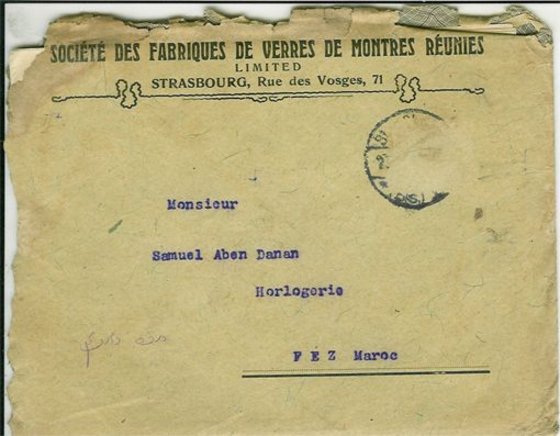 SOCIÉTÉ DES FABRIQUES DE VERRES DE MONTRES RÉUNIES
LIMITED
STRASBOURG, Rue des Vosges, 71
Monsieur
Samuel Aben Danan
Horlogerie
FEZ Maroc